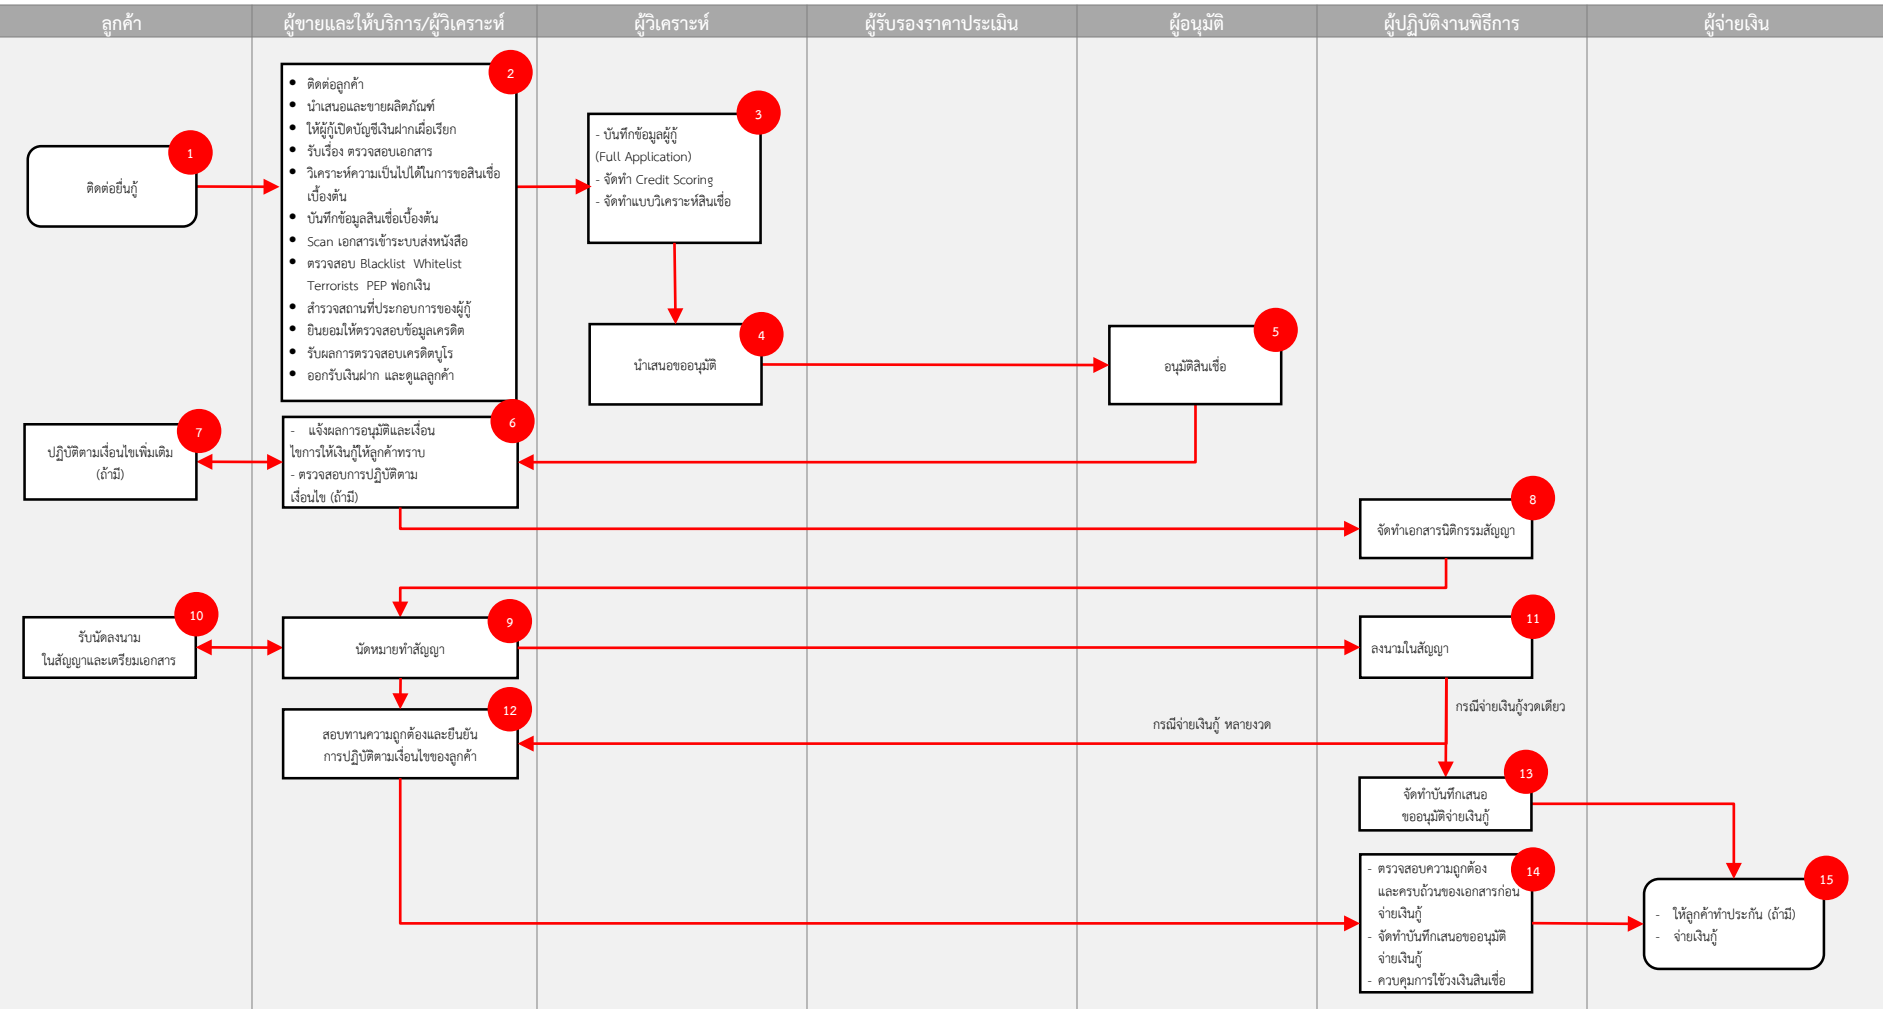 ลูกค้า
ผู้ขายและให้บริการ/ผู้วิเคราะห์
ผู้วิเคราะห์
ผู้รับรองราคาประเมิน
ผู้อนุมัติ
ผู้ปฏิบัติงานพิธีการ
ผู้จ่ายเงิน
1
ติดต่อยื่นกู้
2
• ติดต่อลูกค้า
• นำเสนอและขายผลิตภัณฑ์
• ให้ผู้กู้เปิดบัญชีเงินฝากเผื่อเรียก
• รับเรื่อง ตรวจสอบเอกสาร
• วิเคราะห์ความเป็นไปได้ในการขอสินเชื่อ
เบื้องต้น
• บันทึกข้อมูลสินเชื่อเบื้องต้น
• Scan เอกสารเข้าระบบส่งหนังสือ
• ตรวจสอบ Blacklist Whitelist
Terrorists PEP ฟอกเงิน
• สำรวจสถานที่ประกอบการของผู้กู้
• ยินยอมให้ตรวจสอบข้อมูลเครดิต
• รับผลการตรวจสอบเครดิตบูโร
• ออกรับเงินฝาก และดูแลลูกค้า
3
- บันทึกข้อมูลผู้กู้
(Full Application)
- จัดทำ Credit Scoring
- จัดทำแบบวิเคราะห์สินเชื่อ
4
นำเสนอขออนุมัติ
5
อนุมัติสินเชื่อ
6
- แจ้งผลการอนุมัติและเงื่อน
ไขการให้เงินกู้ให้ลูกค้าทราบ
- ตรวจสอบการปฏิบัติตาม
เงื่อนไข (ถ้ามี)
7
ปฏิบัติตามเงื่อนไขเพิ่มเติม
(ถ้ามี)
8
จัดทำเอกสารนิติกรรมสัญญา
9
นัดหมายทำสัญญา
10
รับนัดลงนาม
ในสัญญาและเตรียมเอกสาร
11
ลงนามในสัญญา
กรณีจ่ายเงินกู้งวดเดียว
กรณีจ่ายเงินกู้ หลายงวด
12
สอบทานความถูกต้องและยืนยัน
การปฏิบัติตามเงื่อนไขของลูกค้า
13
จัดทำบันทึกเสนอ
ขออนุมัติจ่ายเงินกู้
14
- ตรวจสอบความถูกต้อง
และครบถ้วนของเอกสารก่อน
จ่ายเงินกู้
- จัดทำบันทึกเสนอขออนุมัติ
จ่ายเงินกู้
- ควบคุมการใช้วงเงินสินเชื่อ
15
- ให้ลูกค้าทำประกัน (ถ้ามี)
- จ่ายเงินกู้